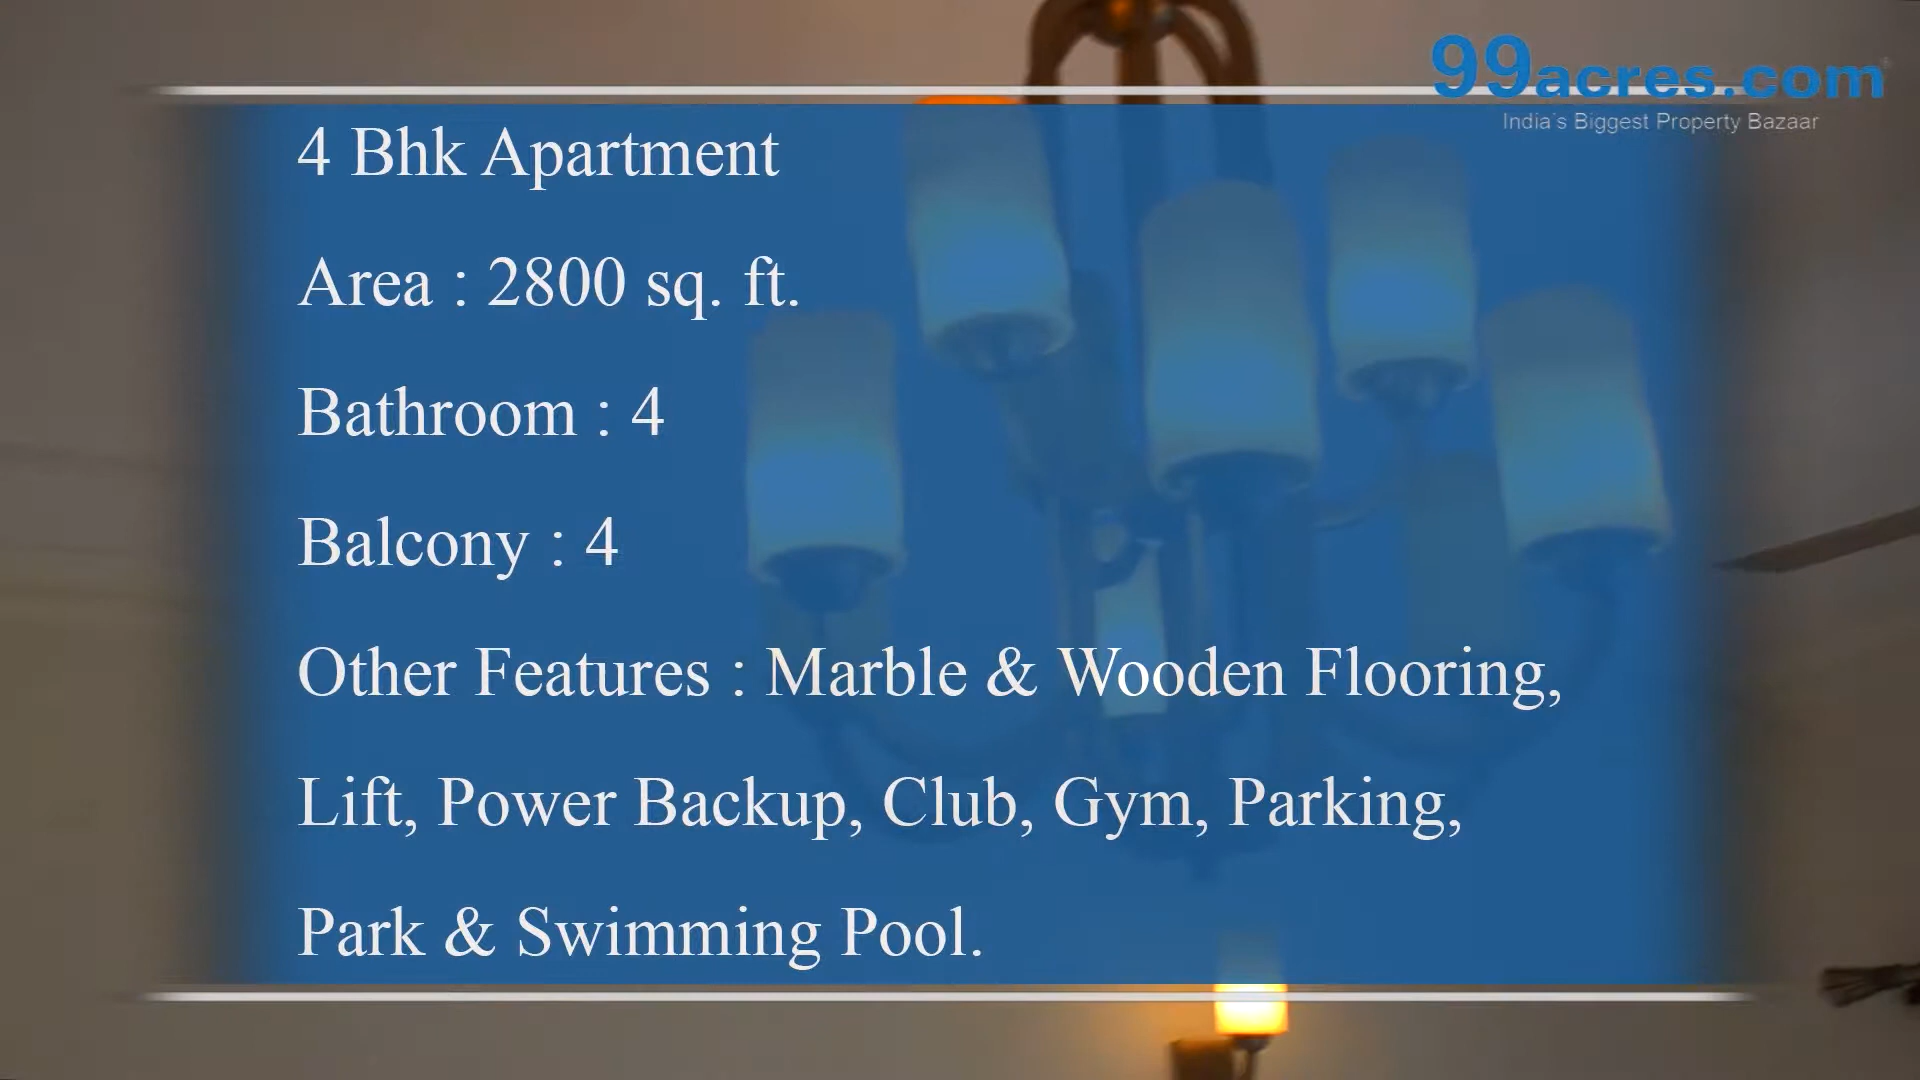 99acres.com
India's Biggest Property Bazaar
4 Bhk Apartment
Area : 2800 sq. ft.
Bathroom : 4
Balcony : 4
Other Features : Marble & Wooden Flooring,
Lift, Power Backup, Club, Gym, Parking,
Park & Swimming Pool.